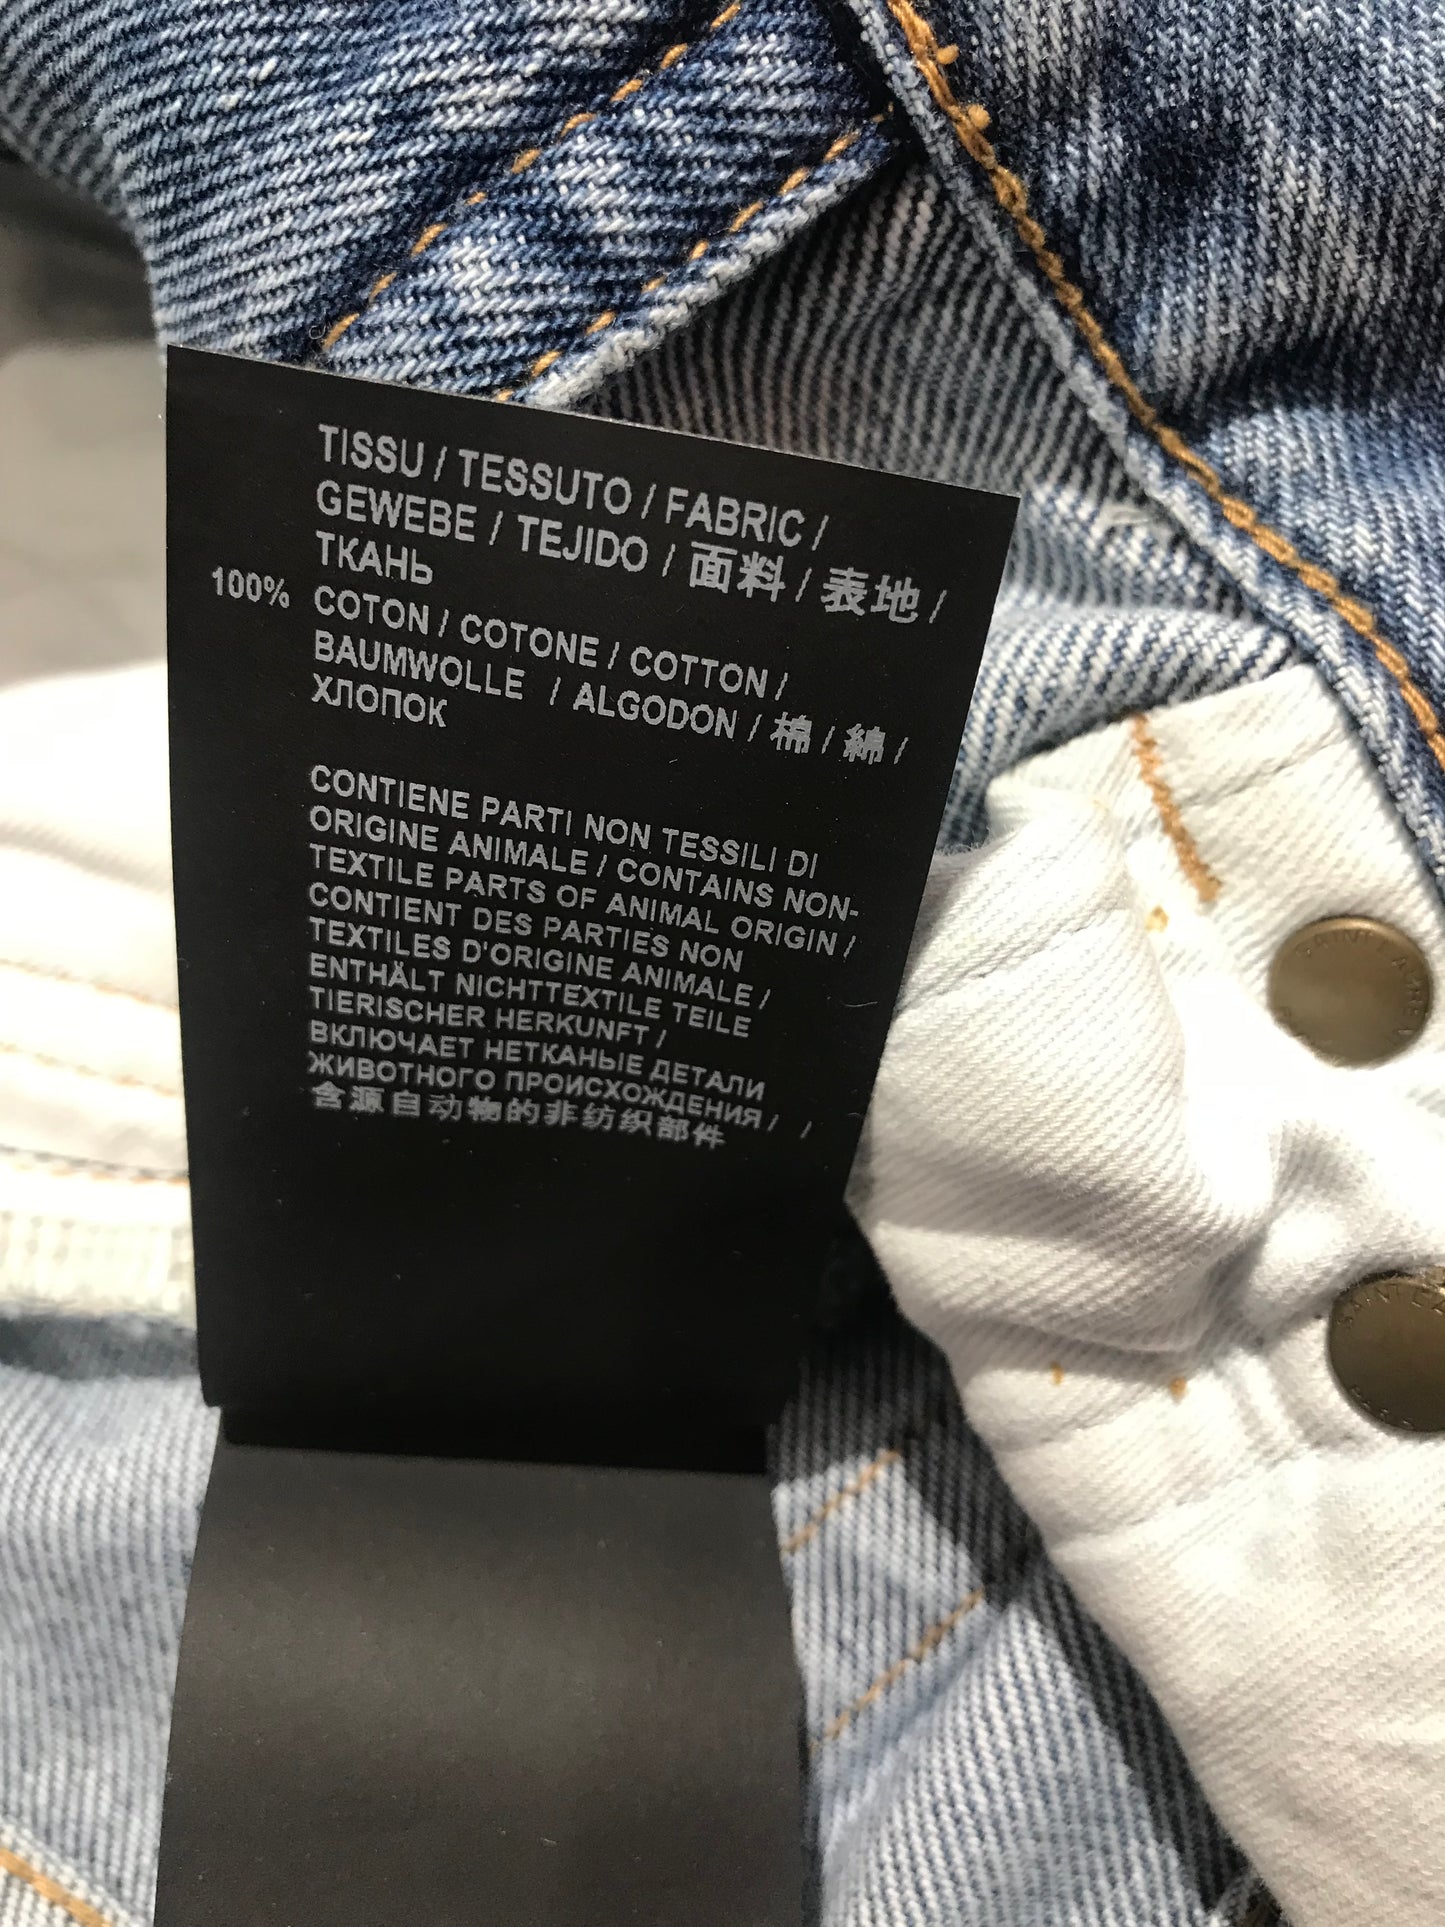 TISSU / TESSUTO / FABRIC /
GEWEBE / TEJIDO / 面料 / 表地 /
ТКАНЬ
100% COTON / COTONE / COTTON /
BAUMWOLLE / ALGODON / 棉 / 綿 /
ХЛОПОК
CONTIENE PARTI NON TESSILI DI
ORIGINE ANIMALE / CONTAINS NON-
TEXTILE PARTS OF ANIMAL ORIGIN /
CONTIENT DES PARTIES NON
TEXTILES D'ORIGINE ANIMALE /
ENTHÄLT NICHTTEXTILE TEILE
TIERISCHER HERKUNFT /
ВКЛЮЧАЕТ НЕТКАНЫЕ ДЕТАЛИ
ЖИВОТНОГО ПРОИСХОЖДЕНИЯ / /
含源自动物的非纺织部件
SAINT LAURENT
SAINT